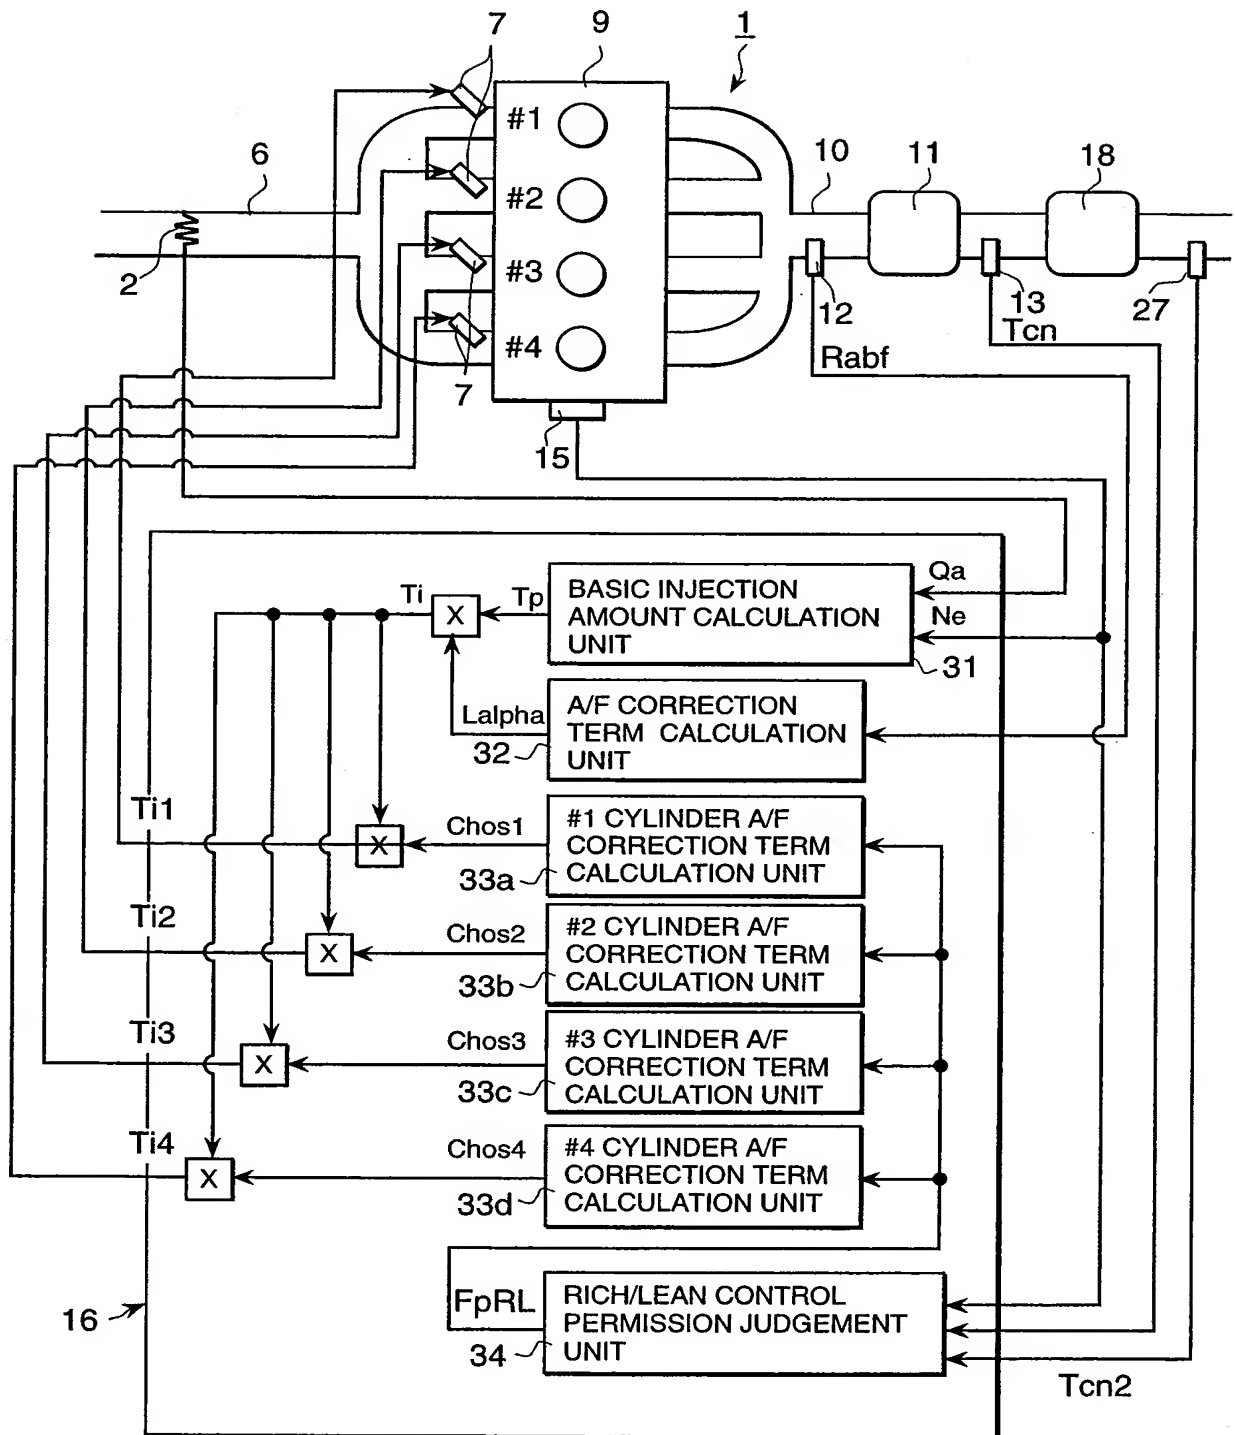 7
9
1
#1
#2
#3
#4
6
2
7
7
15
10
11
18
12
13
27
Tcn
Rabf
Ti
Tp
BASIC INJECTION
AMOUNT CALCULATION
UNIT
Qa
Ne
31
Lalpha
32
A/F CORRECTION
TERM CALCULATION
UNIT
Ti1
Chos1
33a
#1 CYLINDER A/F
CORRECTION TERM
CALCULATION UNIT
Ti2
Chos2
33b
#2 CYLINDER A/F
CORRECTION TERM
CALCULATION UNIT
Ti3
Chos3
33c
#3 CYLINDER A/F
CORRECTION TERM
CALCULATION UNIT
Ti4
Chos4
33d
#4 CYLINDER A/F
CORRECTION TERM
CALCULATION UNIT
X
X
X
X
X
16
FpRL
34
RICH/LEAN CONTROL
PERMISSION JUDGEMENT
UNIT
Tcn2